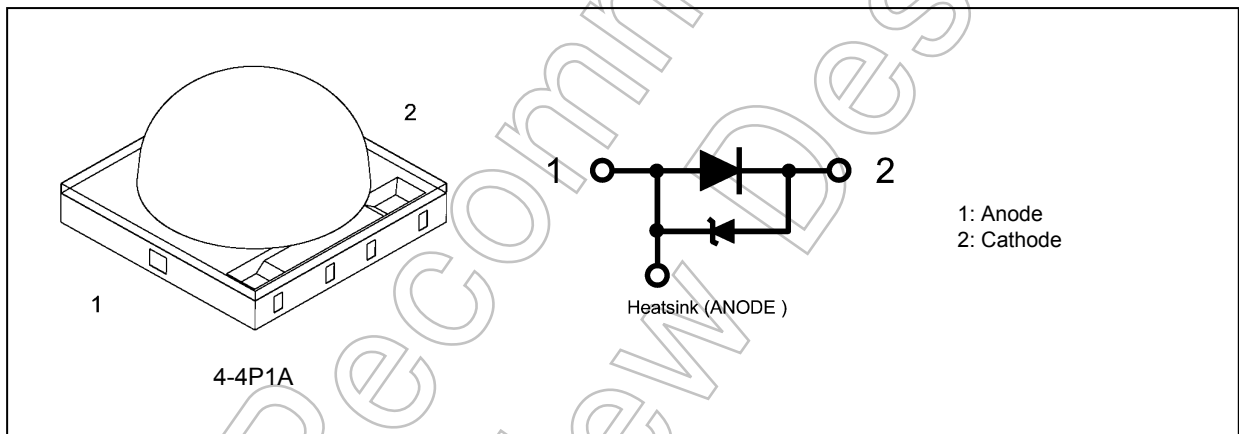 2
1
4-4P1A
1
2
Heatsink (ANODE )
1: Anode
2: Cathode